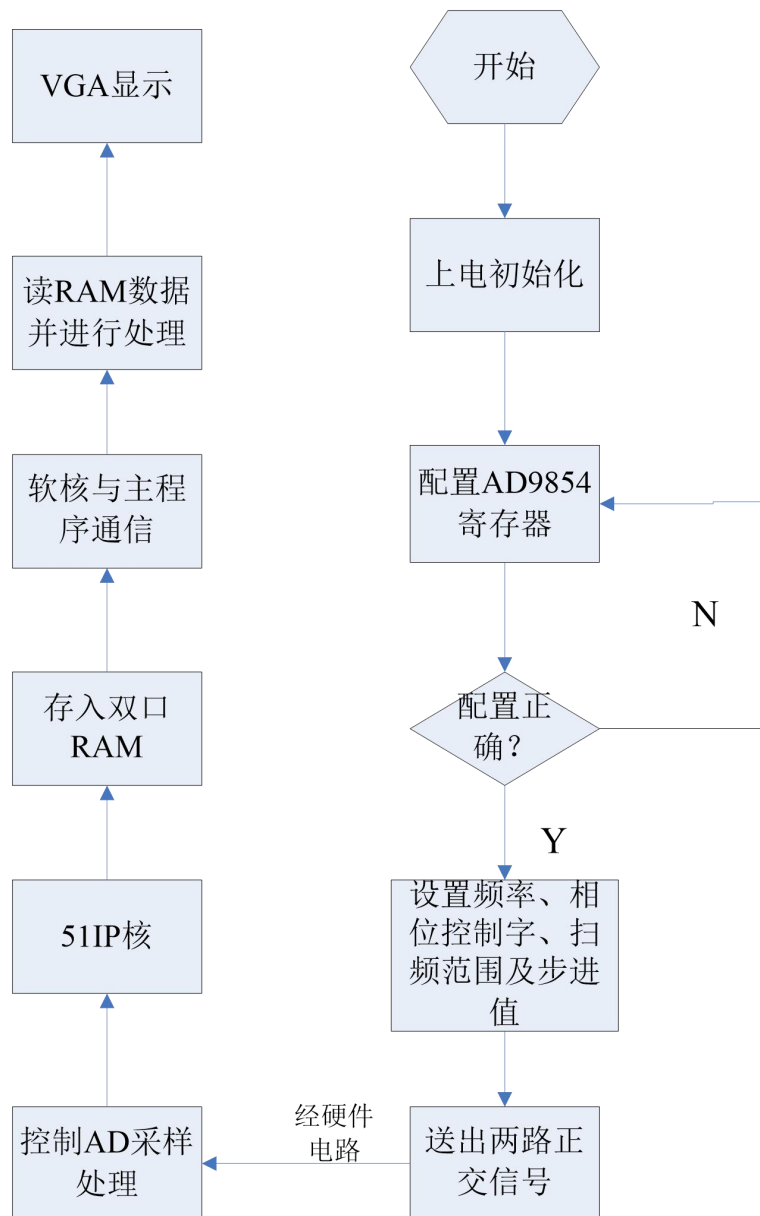 开始
上电初始化
配置AD9854
寄存器
N
配置正
确？
Y
设置频率、相
位控制字、扫
频范围及步进
值
送出两路正
交信号
经硬件
电路
控制AD采样
处理
51IP核
存入双口
RAM
软核与主程
序通信
读RAM数据
并进行处理
VGA显示